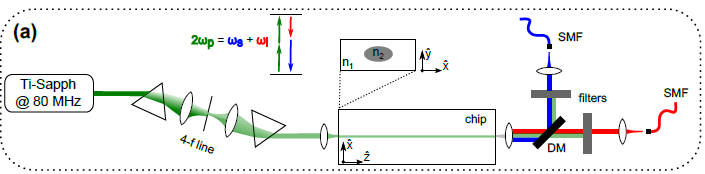 (a)
2ωp = ωs + ωI
n1
n2
ŷ
x̂
SMF
Ti-Sapph
@ 80 MHz
4-f line
chip
x̂
ẑ
filters
SMF
DM